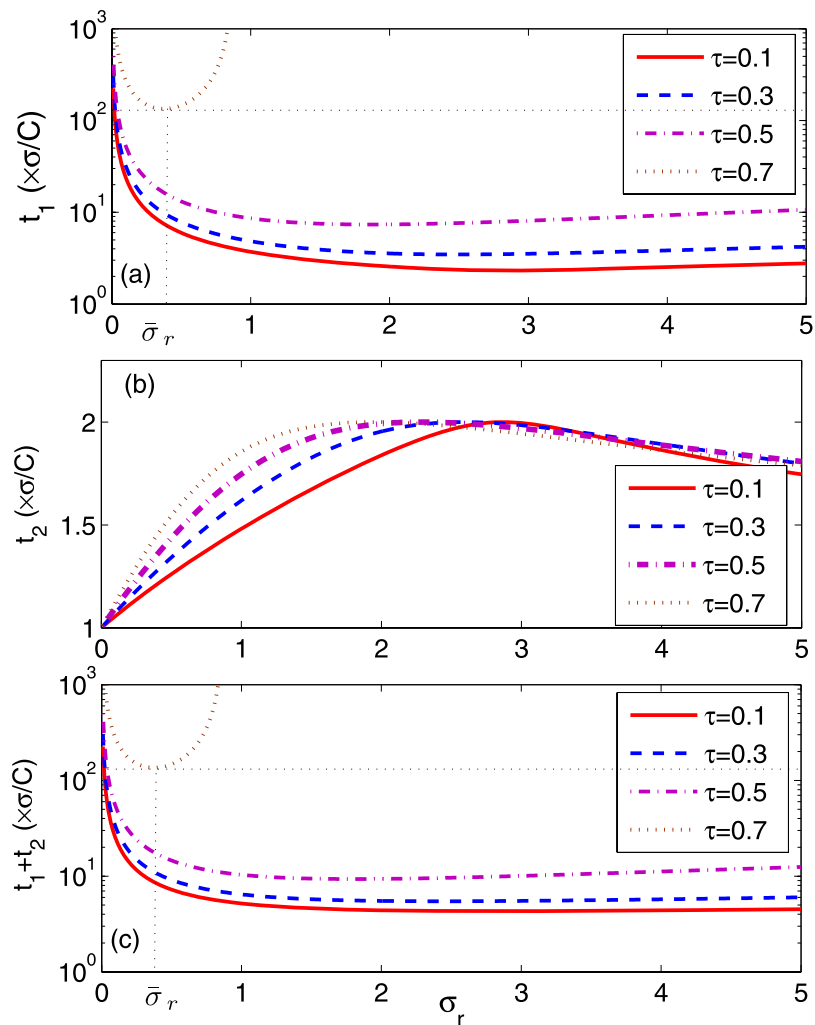 10³
10²
10¹
10⁰
t₁ (×σ/C)
τ=0.1
τ=0.3
τ=0.5
τ=0.7
(a)
0 σ̄ᵣ 1 2 3 4 5
(b)
2
1.5
1
t₂ (×σ/C)
τ=0.1
τ=0.3
τ=0.5
τ=0.7
0 1 2 3 4 5
10³
10²
10¹
10⁰
t₁+t₂ (×σ/C)
τ=0.1
τ=0.3
τ=0.5
τ=0.7
(c)
0 σ̄ᵣ 1 2 3 4 5
σᵣ